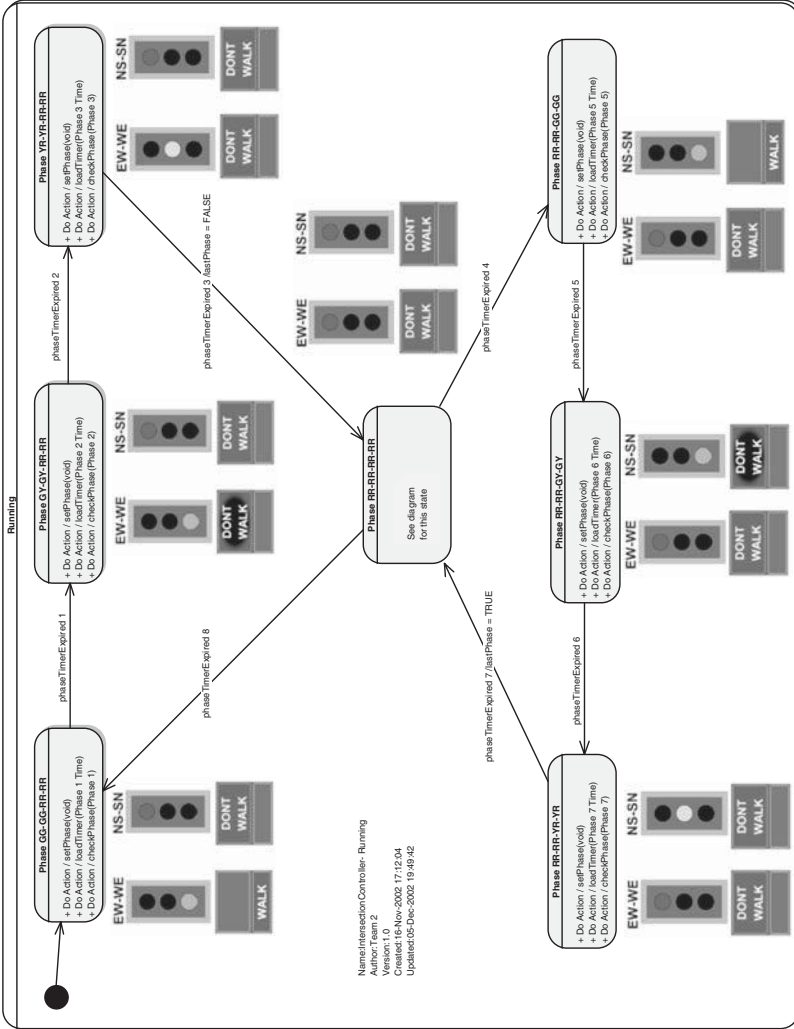 Running
Phase GG-GG-RR-RR
+ Do Action / setPhase(void)
+ Do Action / loadTimer(Phase 1 Time)
+ Do Action / checkPhase(Phase 1)
EW-WE
NS-SN
WALK
DONT
WALK
phaseTimerExpired 1
Phase GY-GY-RR-RR
+ Do Action / setPhase(void)
+ Do Action / loadTimer(Phase 2 Time)
+ Do Action / checkPhase(Phase 2)
EW-WE
NS-SN
DONT
WALK
DONT
WALK
phaseTimerExpired 2
Phase YR-YR-RR-RR
+ Do Action / setPhase(void)
+ Do Action / loadTimer(Phase 3 Time)
+ Do Action / checkPhase(Phase 3)
EW-WE
NS-SN
DONT
WALK
DONT
WALK
phaseTimerExpired 8
phaseTimerExpired 3 /lastPhase = FALSE
Phase RR-RR-RR-RR
See diagram
for this state
EW-WE
NS-SN
DONT
WALK
DONT
WALK
Name:IntersectionController- Running
Author:Team 2
Version:1.0
Created:16-Nov-2002 17:12:04
Updated:05-Dec-2002 19:49:42
phaseTimerExpired 7 /lastPhase = TRUE
phaseTimerExpired 4
Phase RR-RR-YR-YR
+ Do Action / setPhase(void)
+ Do Action / loadTimer(Phase 7 Time)
+ Do Action / checkPhase(Phase 7)
EW-WE
NS-SN
DONT
WALK
DONT
WALK
phaseTimerExpired 6
Phase RR-RR-GY-GY
+ Do Action / setPhase(void)
+ Do Action / loadTimer(Phase 6 Time)
+ Do Action / checkPhase(Phase 6)
EW-WE
NS-SN
DONT
WALK
DONT
WALK
phaseTimerExpired 5
Phase RR-RR-GG-GG
+ Do Action / setPhase(void)
+ Do Action / loadTimer(Phase 5 Time)
+ Do Action / checkPhase(Phase 5)
EW-WE
NS-SN
DONT
WALK
WALK